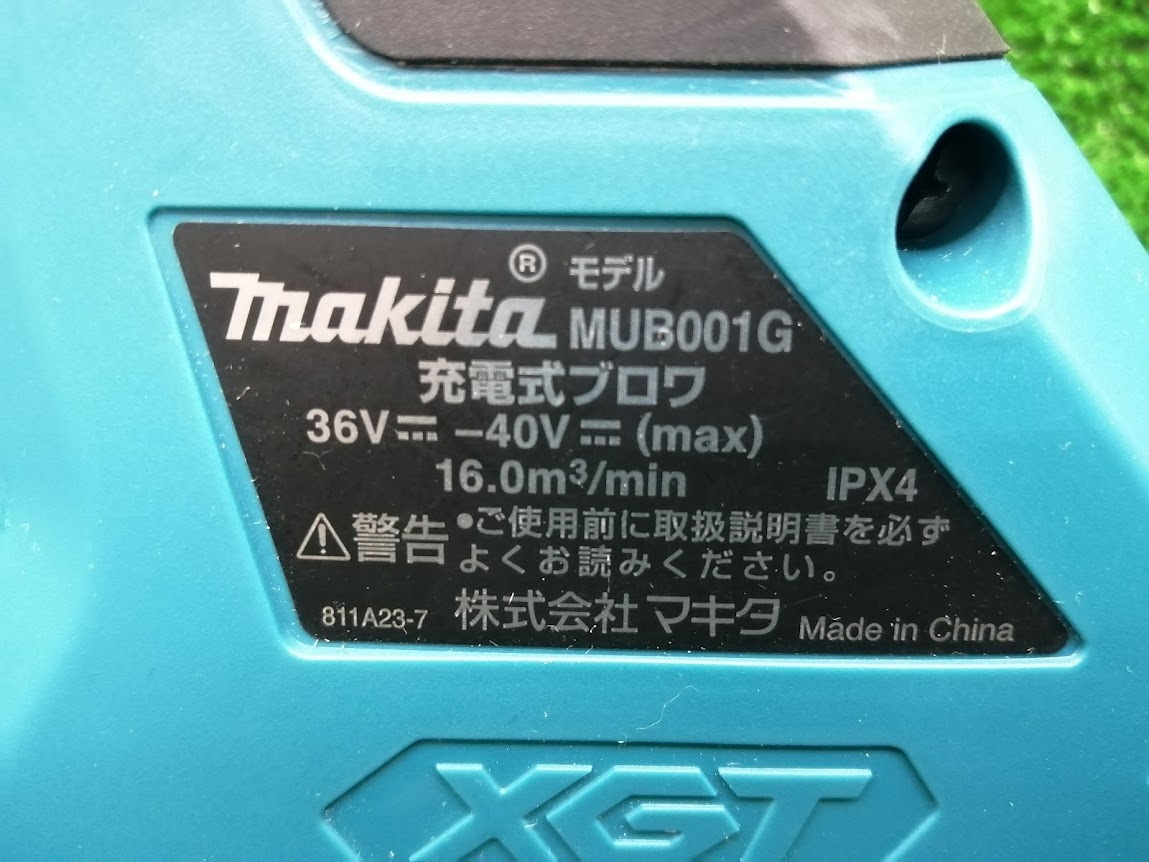 makita® モデル
MUB001G
充電式ブロワ
36V⎓ –40V⎓ (max)
16.0m³/min IPX4
⚠警告 •ご使用前に取扱説明書を必ず
よくお読みください。
811A23-7 株式会社 マキタ Made in China
XGT